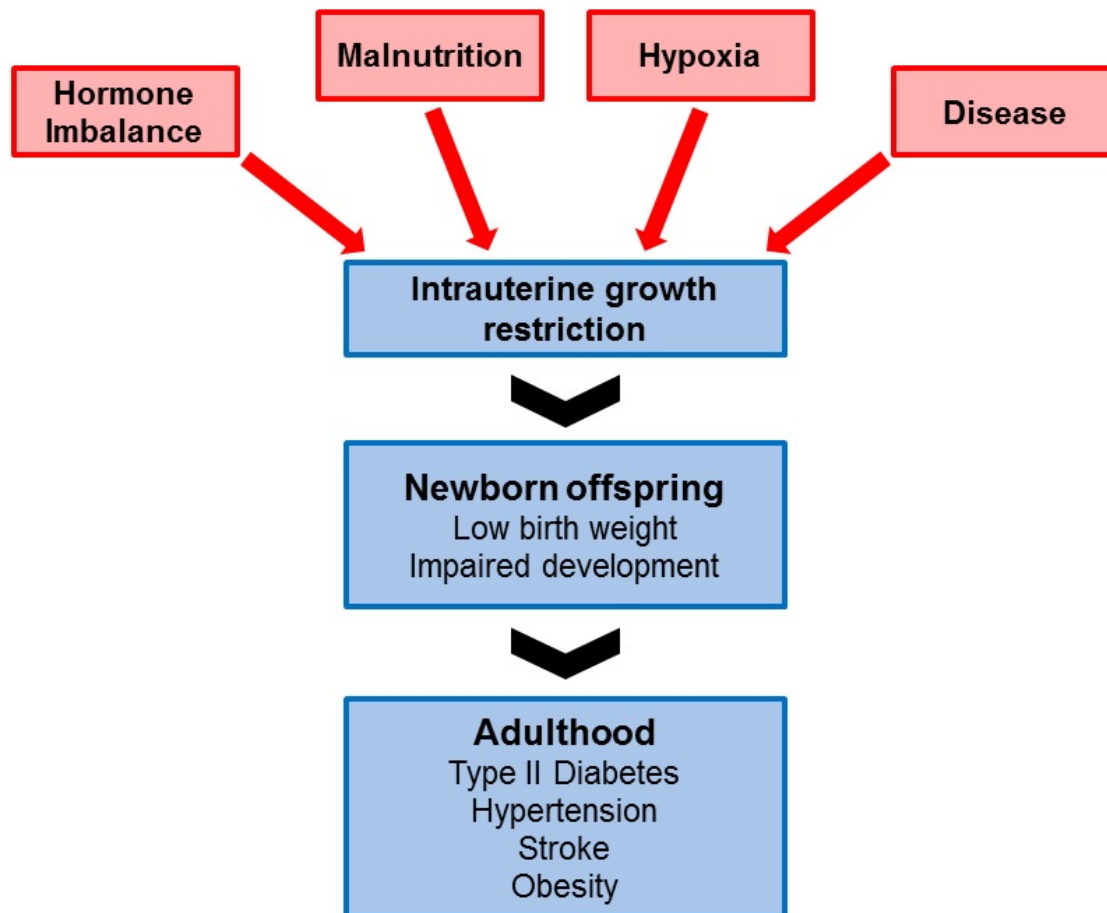 Hormone
Imbalance
Malnutrition
Hypoxia
Disease
Intrauterine growth
restriction
Newborn offspring
Low birth weight
Impaired development
Adulthood
Type II Diabetes
Hypertension
Stroke
Obesity